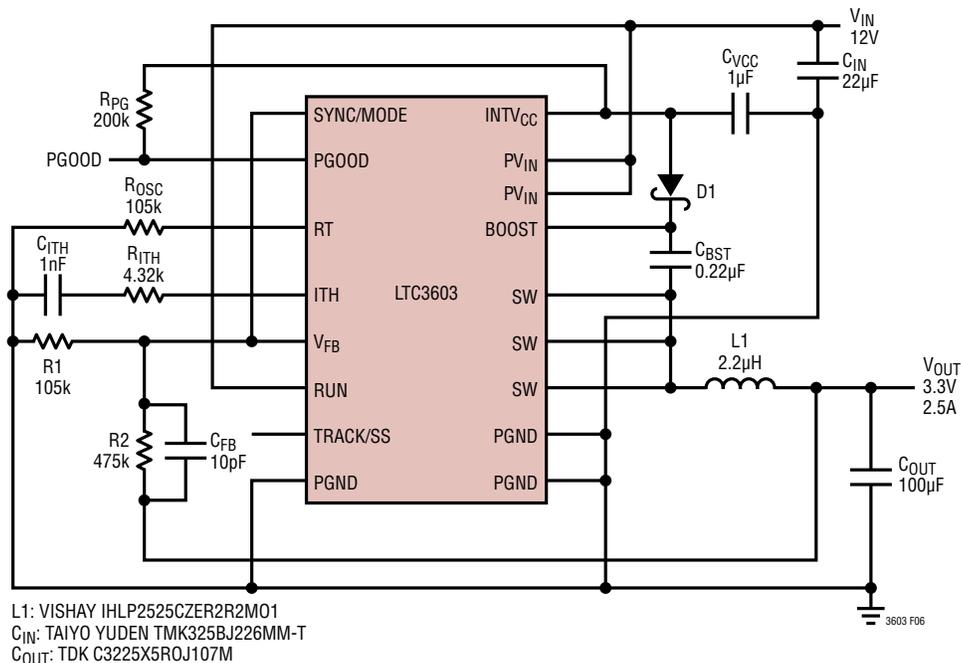 VIN
12V
CVCC
1µF
CIN
22µF
RPG
200k
SYNC/MODE
INTVCC
PGOOD
PGOOD
PVIN
PVIN
D1
ROSC
105k
RT
BOOST
CITH
1nF
RITH
4.32k
CBST
0.22µF
ITH
LTC3603
SW
VFB
SW
R1
105k
L1
2.2µH
RUN
SW
VOUT
3.3V
2.5A
R2
475k
CFB
10pF
TRACK/SS
PGND
COUT
100µF
PGND
PGND
L1: VISHAY IHLP2525CZER2R2MO1
CIN: TAIYO YUDEN TMK325BJ226MM-T
COUT: TDK C3225X5ROJ107M
3603 F06